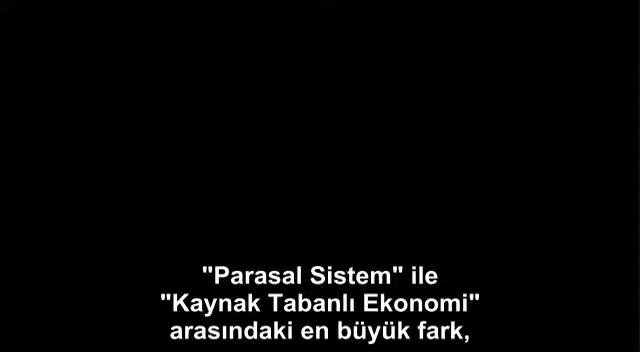 "Parasal Sistem" ile
"Kaynak Tabanlı Ekonomi"
arasındaki en büyük fark,